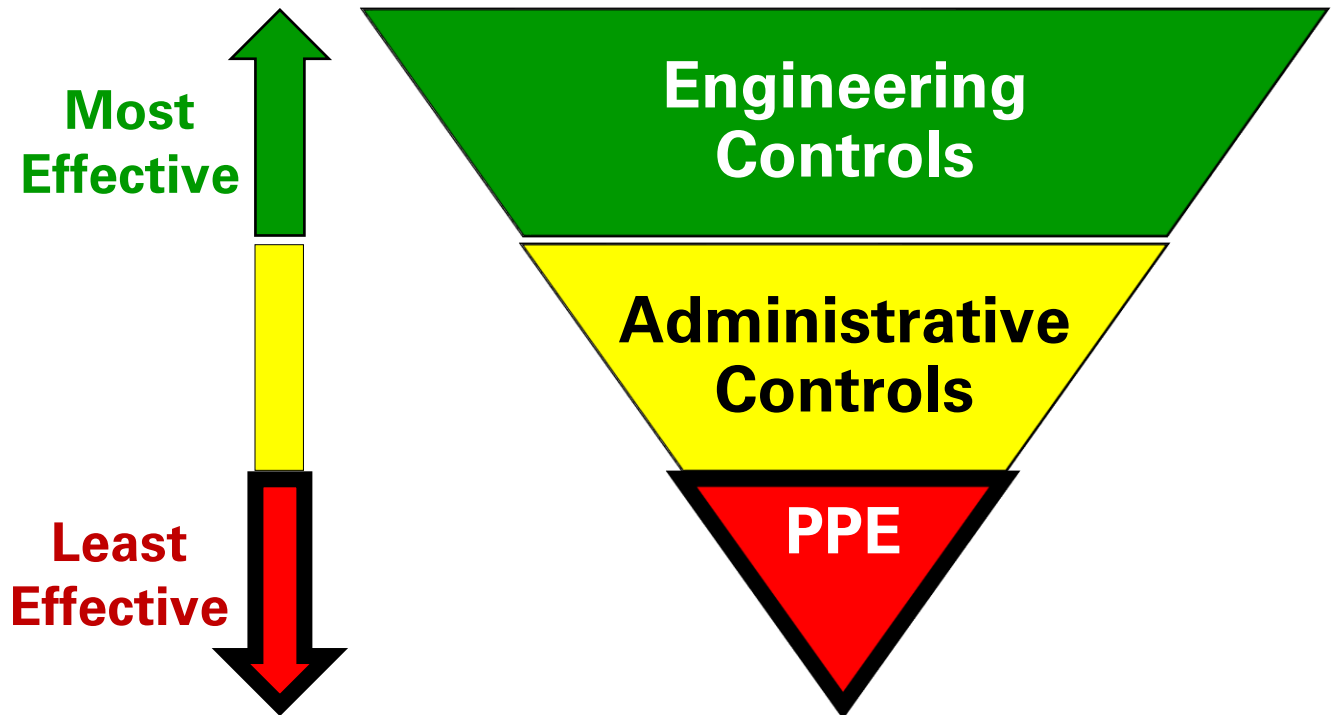 Most
Effective
Engineering
Controls
Administrative
Controls
Least
Effective
PPE